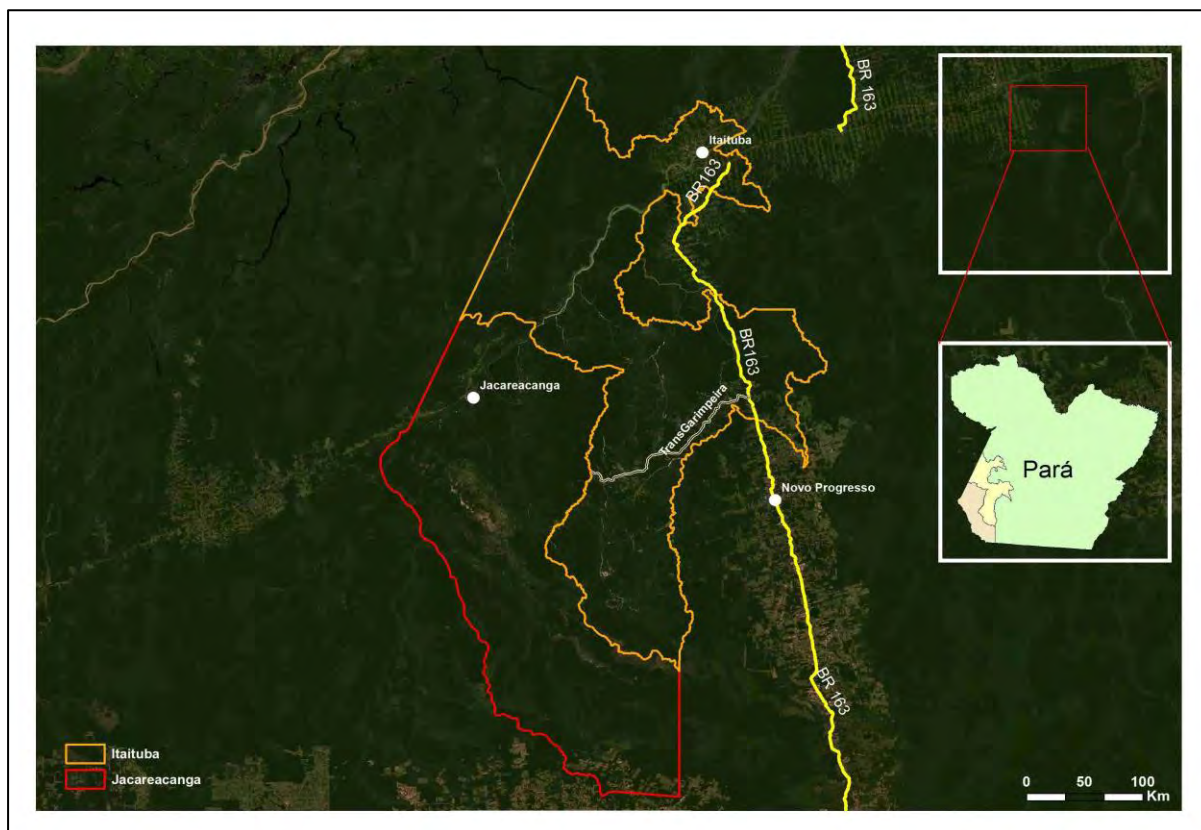 BR 163
Itaituba
BR163
BR163
Jacareacanga
TransGarimpeira
Novo Progresso
BR 163
Pará
Itaituba
Jacareacanga
0 50 100
Km